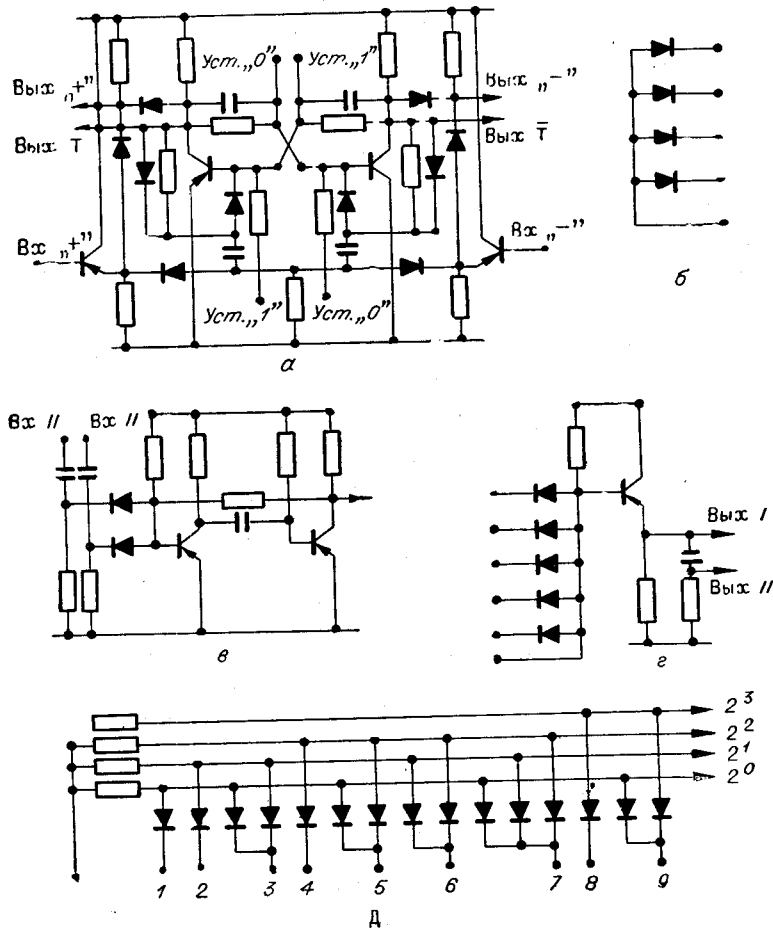 Уст.„0” Уст.„1”
Вых „+” Вых „-”
Вых T Вых T̅
Вх „+” Вх „-”
Уст.„1” Уст.„0”
а
б
Вх II Вх II
в
Вых I
Вых II
г
2³
2²
2¹
2⁰
1 2 3 4 5 6 7 8 9
Д